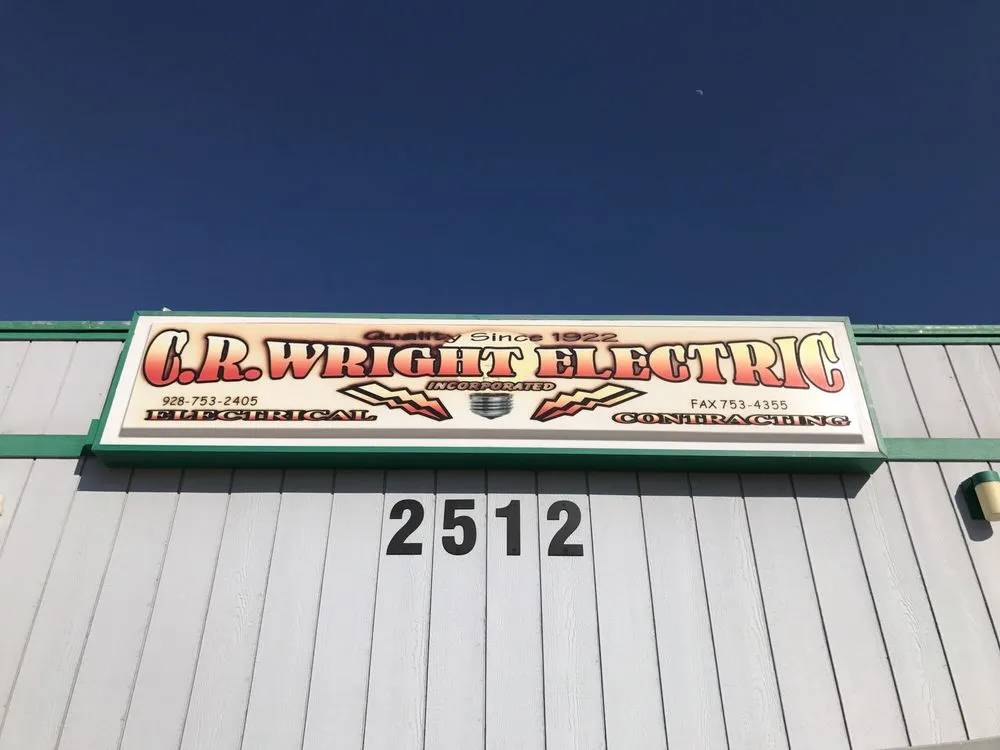 Quality Since 1922
C.R. WRIGHT ELECTRIC
INCORPORATED
928-753-2405
FAX 753-4355
ELECTRICAL
CONTRACTING
2512